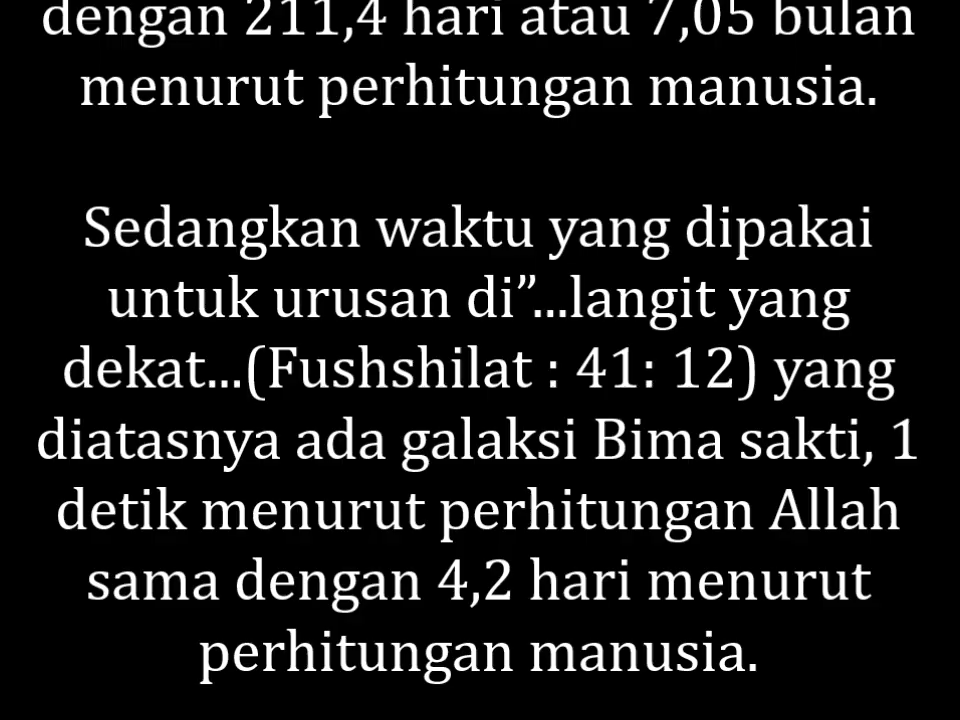 dengan 211,4 hari atau 7,05 bulan
menurut perhitungan manusia.
Sedangkan waktu yang dipakai
untuk urusan di”...langit yang
dekat...(Fushshilat : 41: 12) yang
diatasnya ada galaksi Bima sakti, 1
detik menurut perhitungan Allah
sama dengan 4,2 hari menurut
perhitungan manusia.